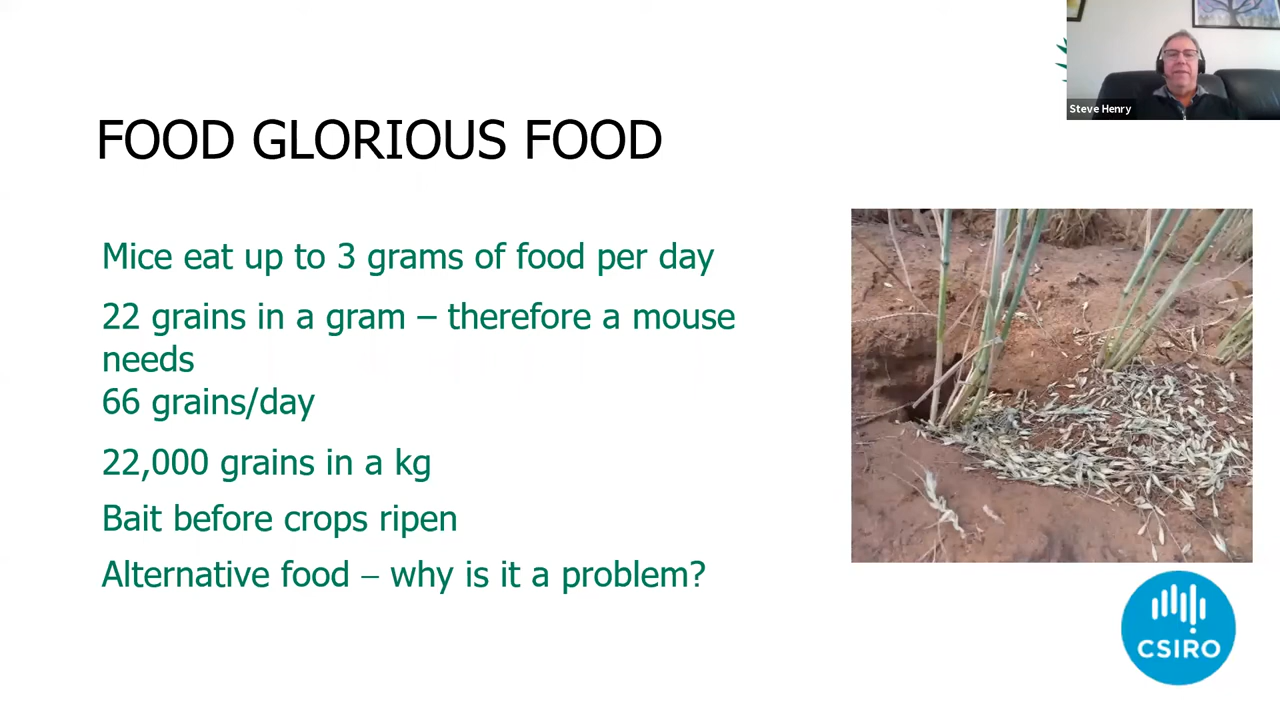 Steve Henry
FOOD GLORIOUS FOOD
Mice eat up to 3 grams of food per day
22 grains in a gram – therefore a mouse
needs
66 grains/day
22,000 grains in a kg
Bait before crops ripen
Alternative food – why is it a problem?
CSIRO